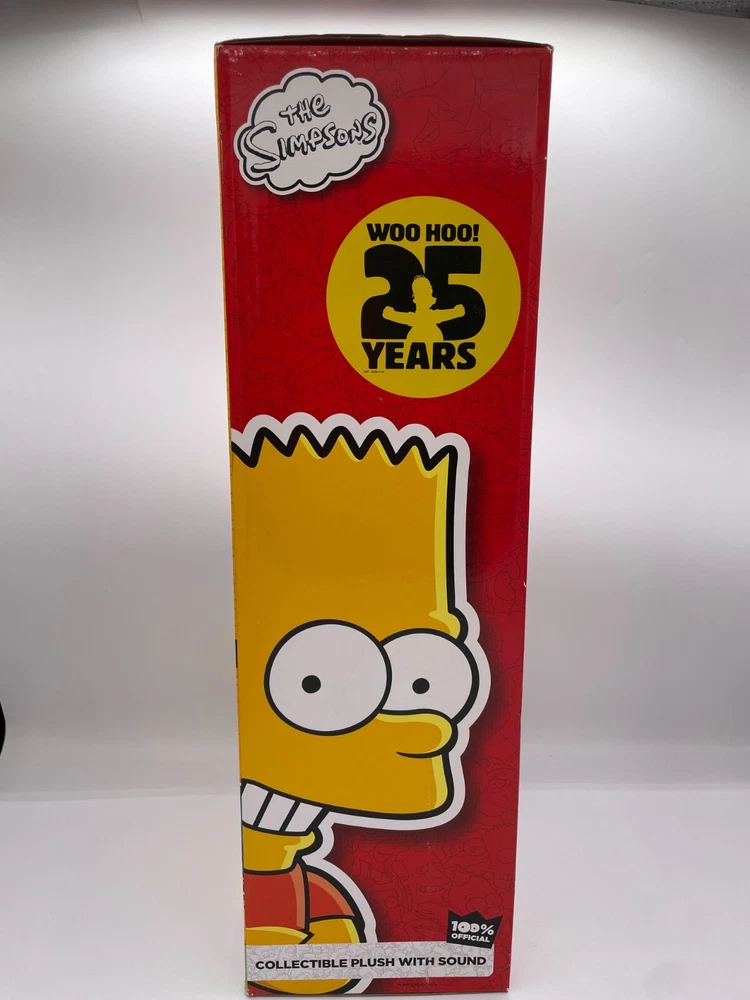 THE
SIMPSONS
WOO HOO!
25
YEARS
100%
OFFICIAL
COLLECTIBLE PLUSH WITH SOUND